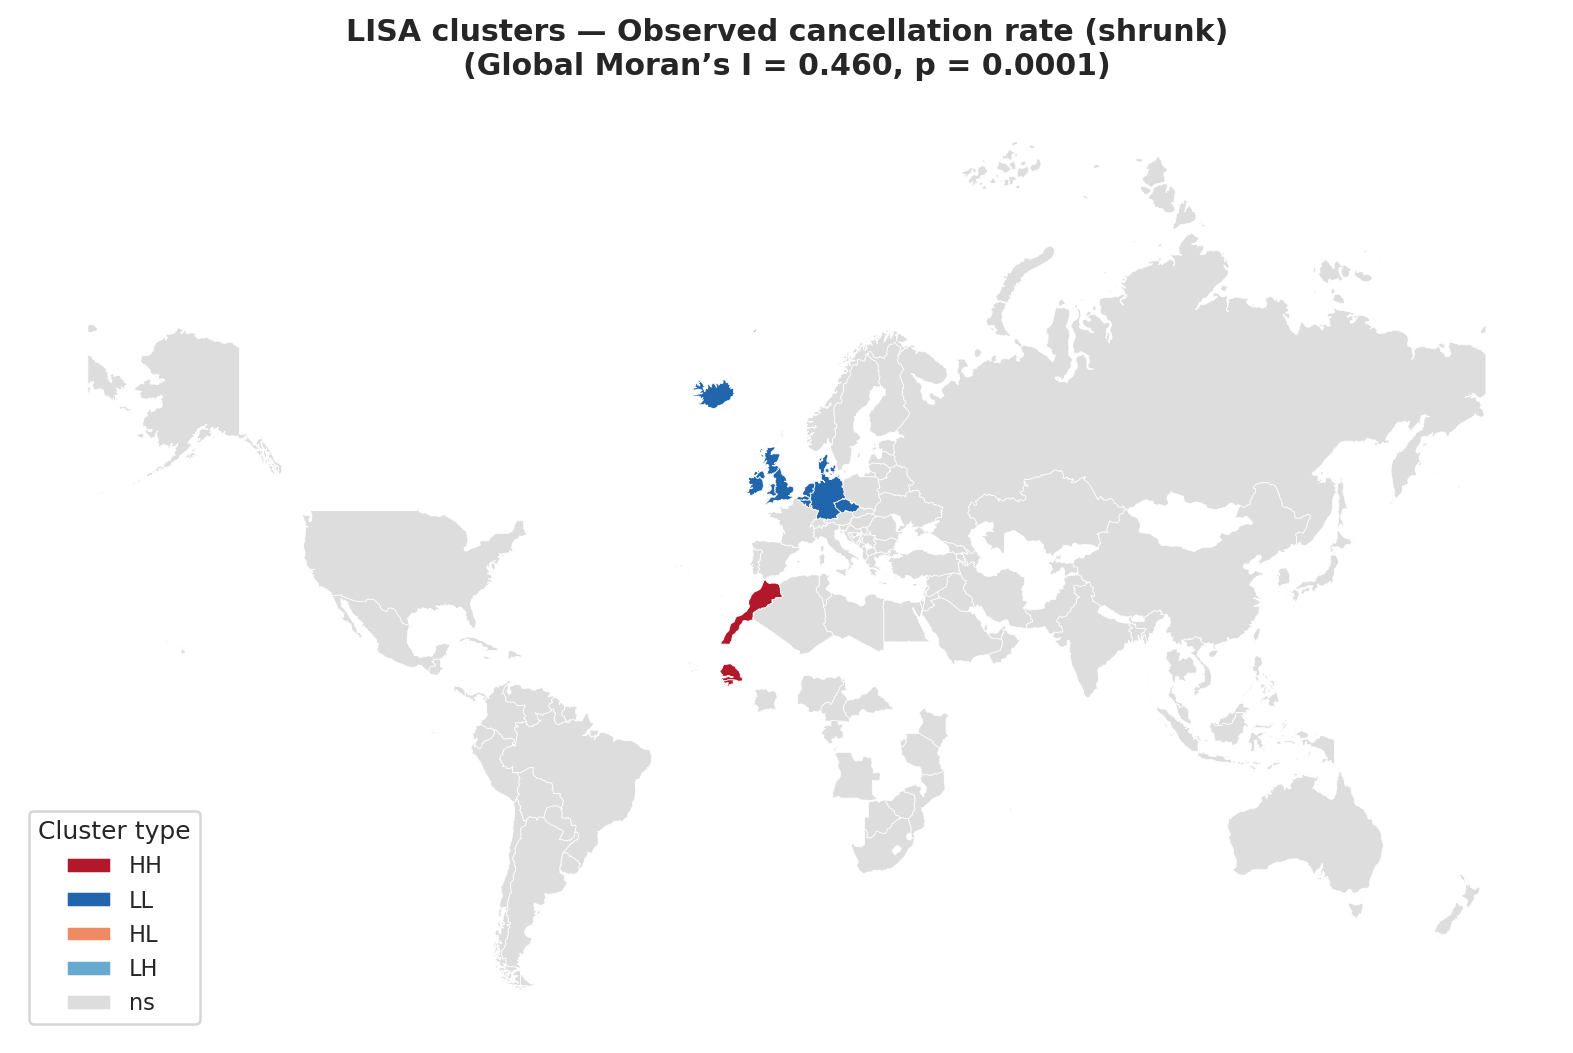 LISA clusters — Observed cancellation rate (shrunk)
(Global Moran’s I = 0.460, p = 0.0001)
Cluster type
HH
LL
HL
LH
ns